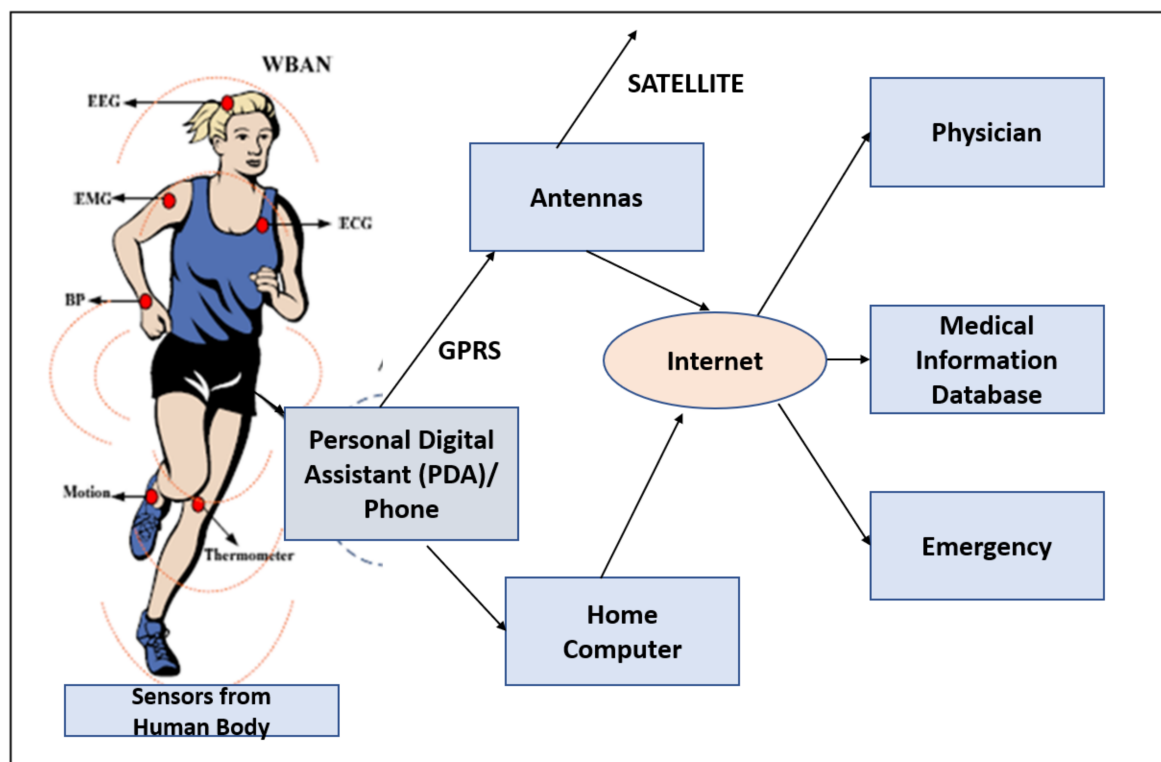 WBAN
EEG
EMG
ECG
BP
Motion
Thermometer
Sensors from
Human Body
SATELLITE
Antennas
GPRS
Personal Digital
Assistant (PDA)/
Phone
Home
Computer
Internet
Physician
Medical
Information
Database
Emergency